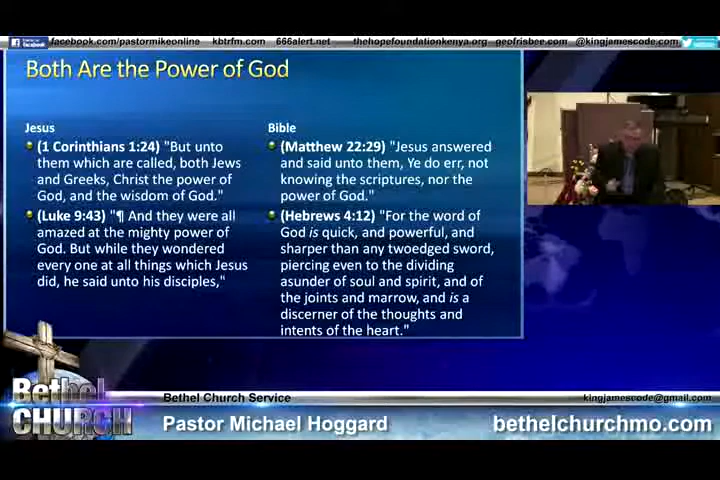 facebook.com/pastormikeonline kbtrfm.com 666alert.net thehopefoundationkenya.org geofrisbee.com @kingjamescode.com
Both Are the Power of God
Jesus
(1 Corinthians 1:24) "But unto
them which are called, both Jews
and Greeks, Christ the power of
God, and the wisdom of God."
(Luke 9:43) "¶ And they were all
amazed at the mighty power of
God. But while they wondered
every one at all things which Jesus
did, he said unto his disciples,"
Bible
(Matthew 22:29) "Jesus answered
and said unto them, Ye do err, not
knowing the scriptures, nor the
power of God."
(Hebrews 4:12) "For the word of
God is quick, and powerful, and
sharper than any twoedged sword,
piercing even to the dividing
asunder of soul and spirit, and of
the joints and marrow, and is a
discerner of the thoughts and
intents of the heart."
Bethel
CHURCH
Bethel Church Service
kingjamescode@gmail.com
Pastor Michael Hoggard
bethelchurchmo.com